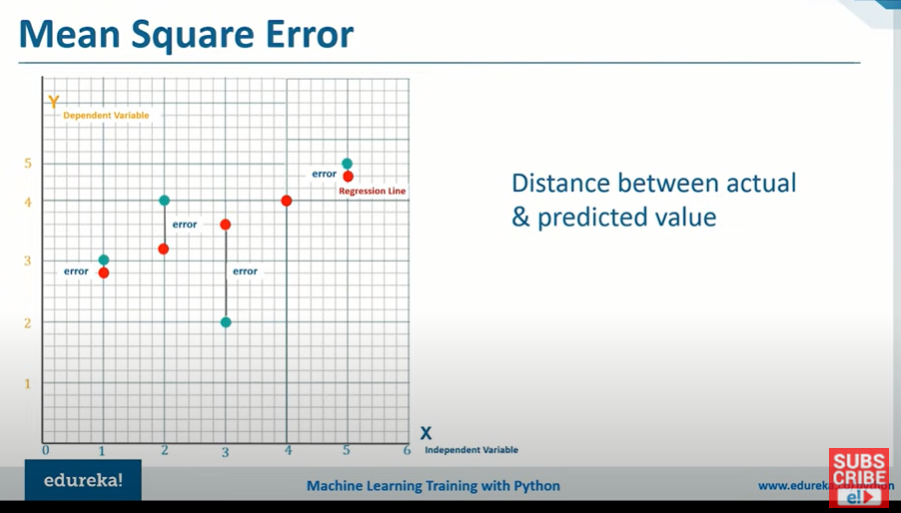 Mean Square Error
Y
Dependent Variable
5
4
3
2
1
error
error
error
error
Regression Line
Distance between actual
& predicted value
0 1 2 3 4 5 6
X
Independent Variable
edureka!
Machine Learning Training with Python
www.edureka.co/python
SUBS
CRIBE
e!